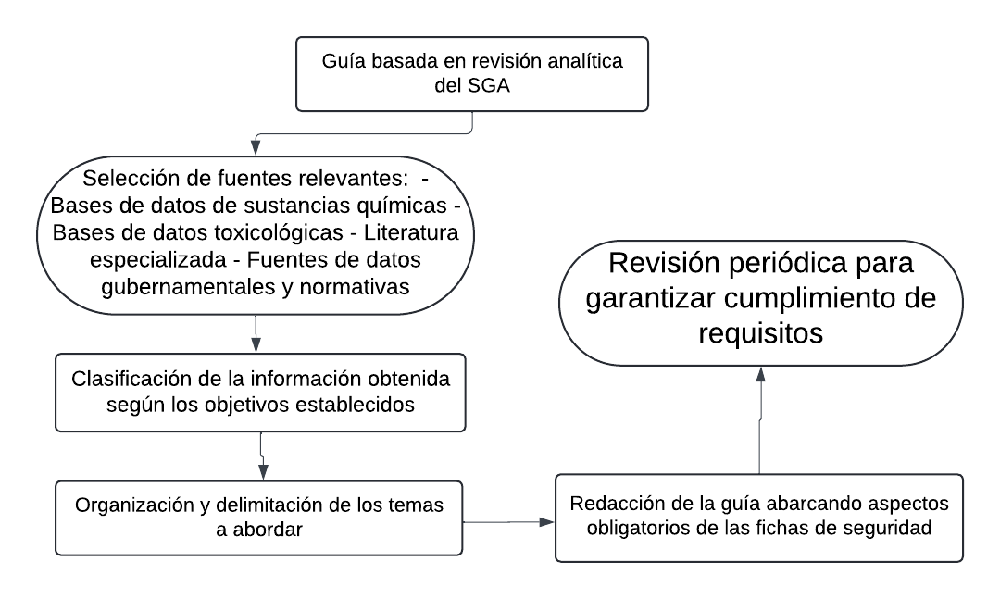 Guía basada en revisión analítica
del SGA
Selección de fuentes relevantes:  -
Bases de datos de sustancias químicas -
Bases de datos toxicológicas - Literatura
especializada - Fuentes de datos
gubernamentales y normativas
Clasificación de la información obtenida
según los objetivos establecidos
Organización y delimitación de los temas
a abordar
Redacción de la guía abarcando aspectos
obligatorios de las fichas de seguridad
Revisión periódica para
garantizar cumplimiento de
requisitos